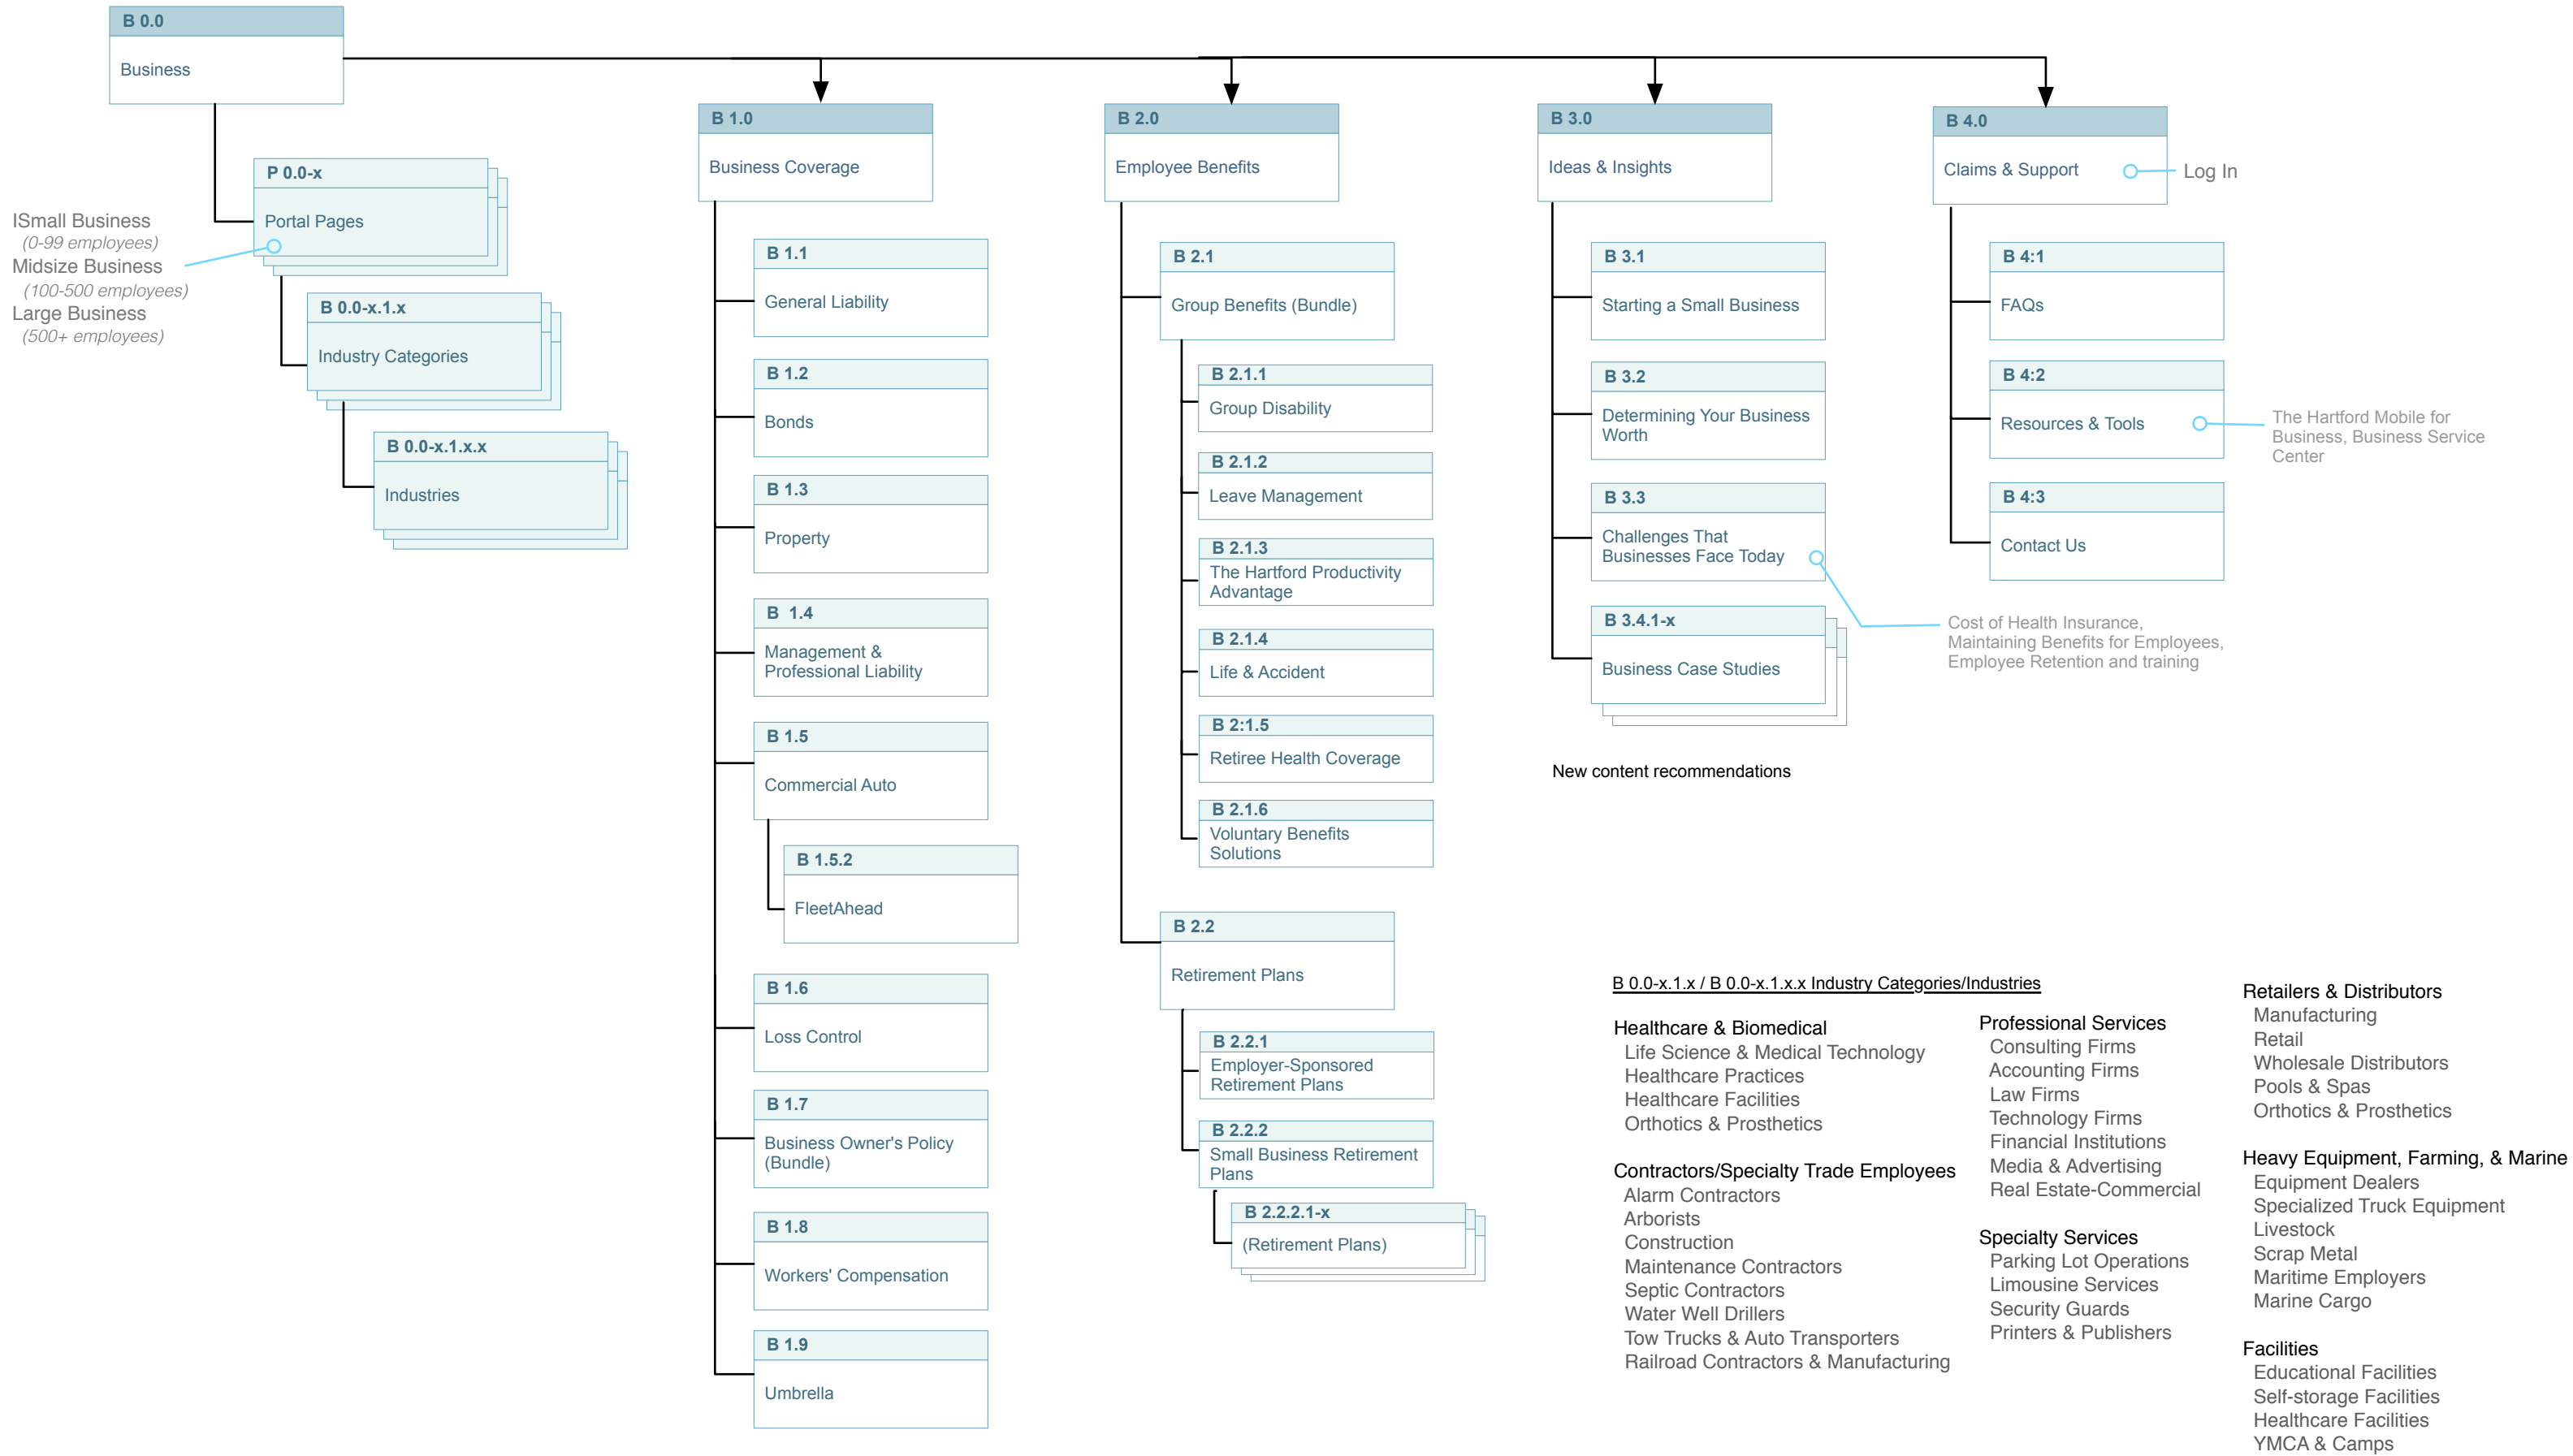 B 0.0
Business
P 0.0-x
Portal Pages
ISmall Business
(0-99 employees)
Midsize Business
(100-500 employees)
Large Business
(500+ employees)
B 0.0-x.1.x
Industry Categories
B 0.0-x.1.x.x
Industries
B 1.0
Business Coverage
B 1.1
General Liability
B 1.2
Bonds
B 1.3
Property
B  1.4
Management &
Professional Liability
B 1.5
Commercial Auto
B 1.5.2
FleetAhead
B 1.6
Loss Control
B 1.7
Business Owner's Policy
(Bundle)
B 1.8
Workers' Compensation
B 1.9
Umbrella
B 2.0
Employee Benefits
B 2.1
Group Benefits (Bundle)
B 2.1.1
Group Disability
B 2.1.2
Leave Management
B 2.1.3
The Hartford Productivity
Advantage
B 2.1.4
Life & Accident
B 2:1.5
Retiree Health Coverage
B 2.1.6
Voluntary Benefits
Solutions
B 2.2
Retirement Plans
B 2.2.1
Employer-Sponsored
Retirement Plans
B 2.2.2
Small Business Retirement
Plans
B 2.2.2.1-x
(Retirement Plans)
B 3.0
Ideas & Insights
B 3.1
Starting a Small Business
B 3.2
Determining Your Business
Worth
B 3.3
Challenges That
Businesses Face Today
Cost of Health Insurance,
Maintaining Benefits for Employees,
Employee Retention and training
B 3.4.1-x
Business Case Studies
New content recommendations
B 4.0
Claims & Support
Log In
B 4:1
FAQs
B 4:2
Resources & Tools
The Hartford Mobile for
Business, Business Service
Center
B 4:3
Contact Us
B 0.0-x.1.x / B 0.0-x.1.x.x Industry Categories/Industries
Healthcare & Biomedical
Life Science & Medical Technology
Healthcare Practices
Healthcare Facilities
Orthotics & Prosthetics
Contractors/Specialty Trade Employees
Alarm Contractors
Arborists
Construction
Maintenance Contractors
Septic Contractors
Water Well Drillers
Tow Trucks & Auto Transporters
Railroad Contractors & Manufacturing
Professional Services
Consulting Firms
Accounting Firms
Law Firms
Technology Firms
Financial Institutions
Media & Advertising
Real Estate-Commercial
Specialty Services
Parking Lot Operations
Limousine Services
Security Guards
Printers & Publishers
Retailers & Distributors
Manufacturing
Retail
Wholesale Distributors
Pools & Spas
Orthotics & Prosthetics
Heavy Equipment, Farming, & Marine
Equipment Dealers
Specialized Truck Equipment
Livestock
Scrap Metal
Maritime Employers
Marine Cargo
Facilities
Educational Facilities
Self-storage Facilities
Healthcare Facilities
YMCA & Camps